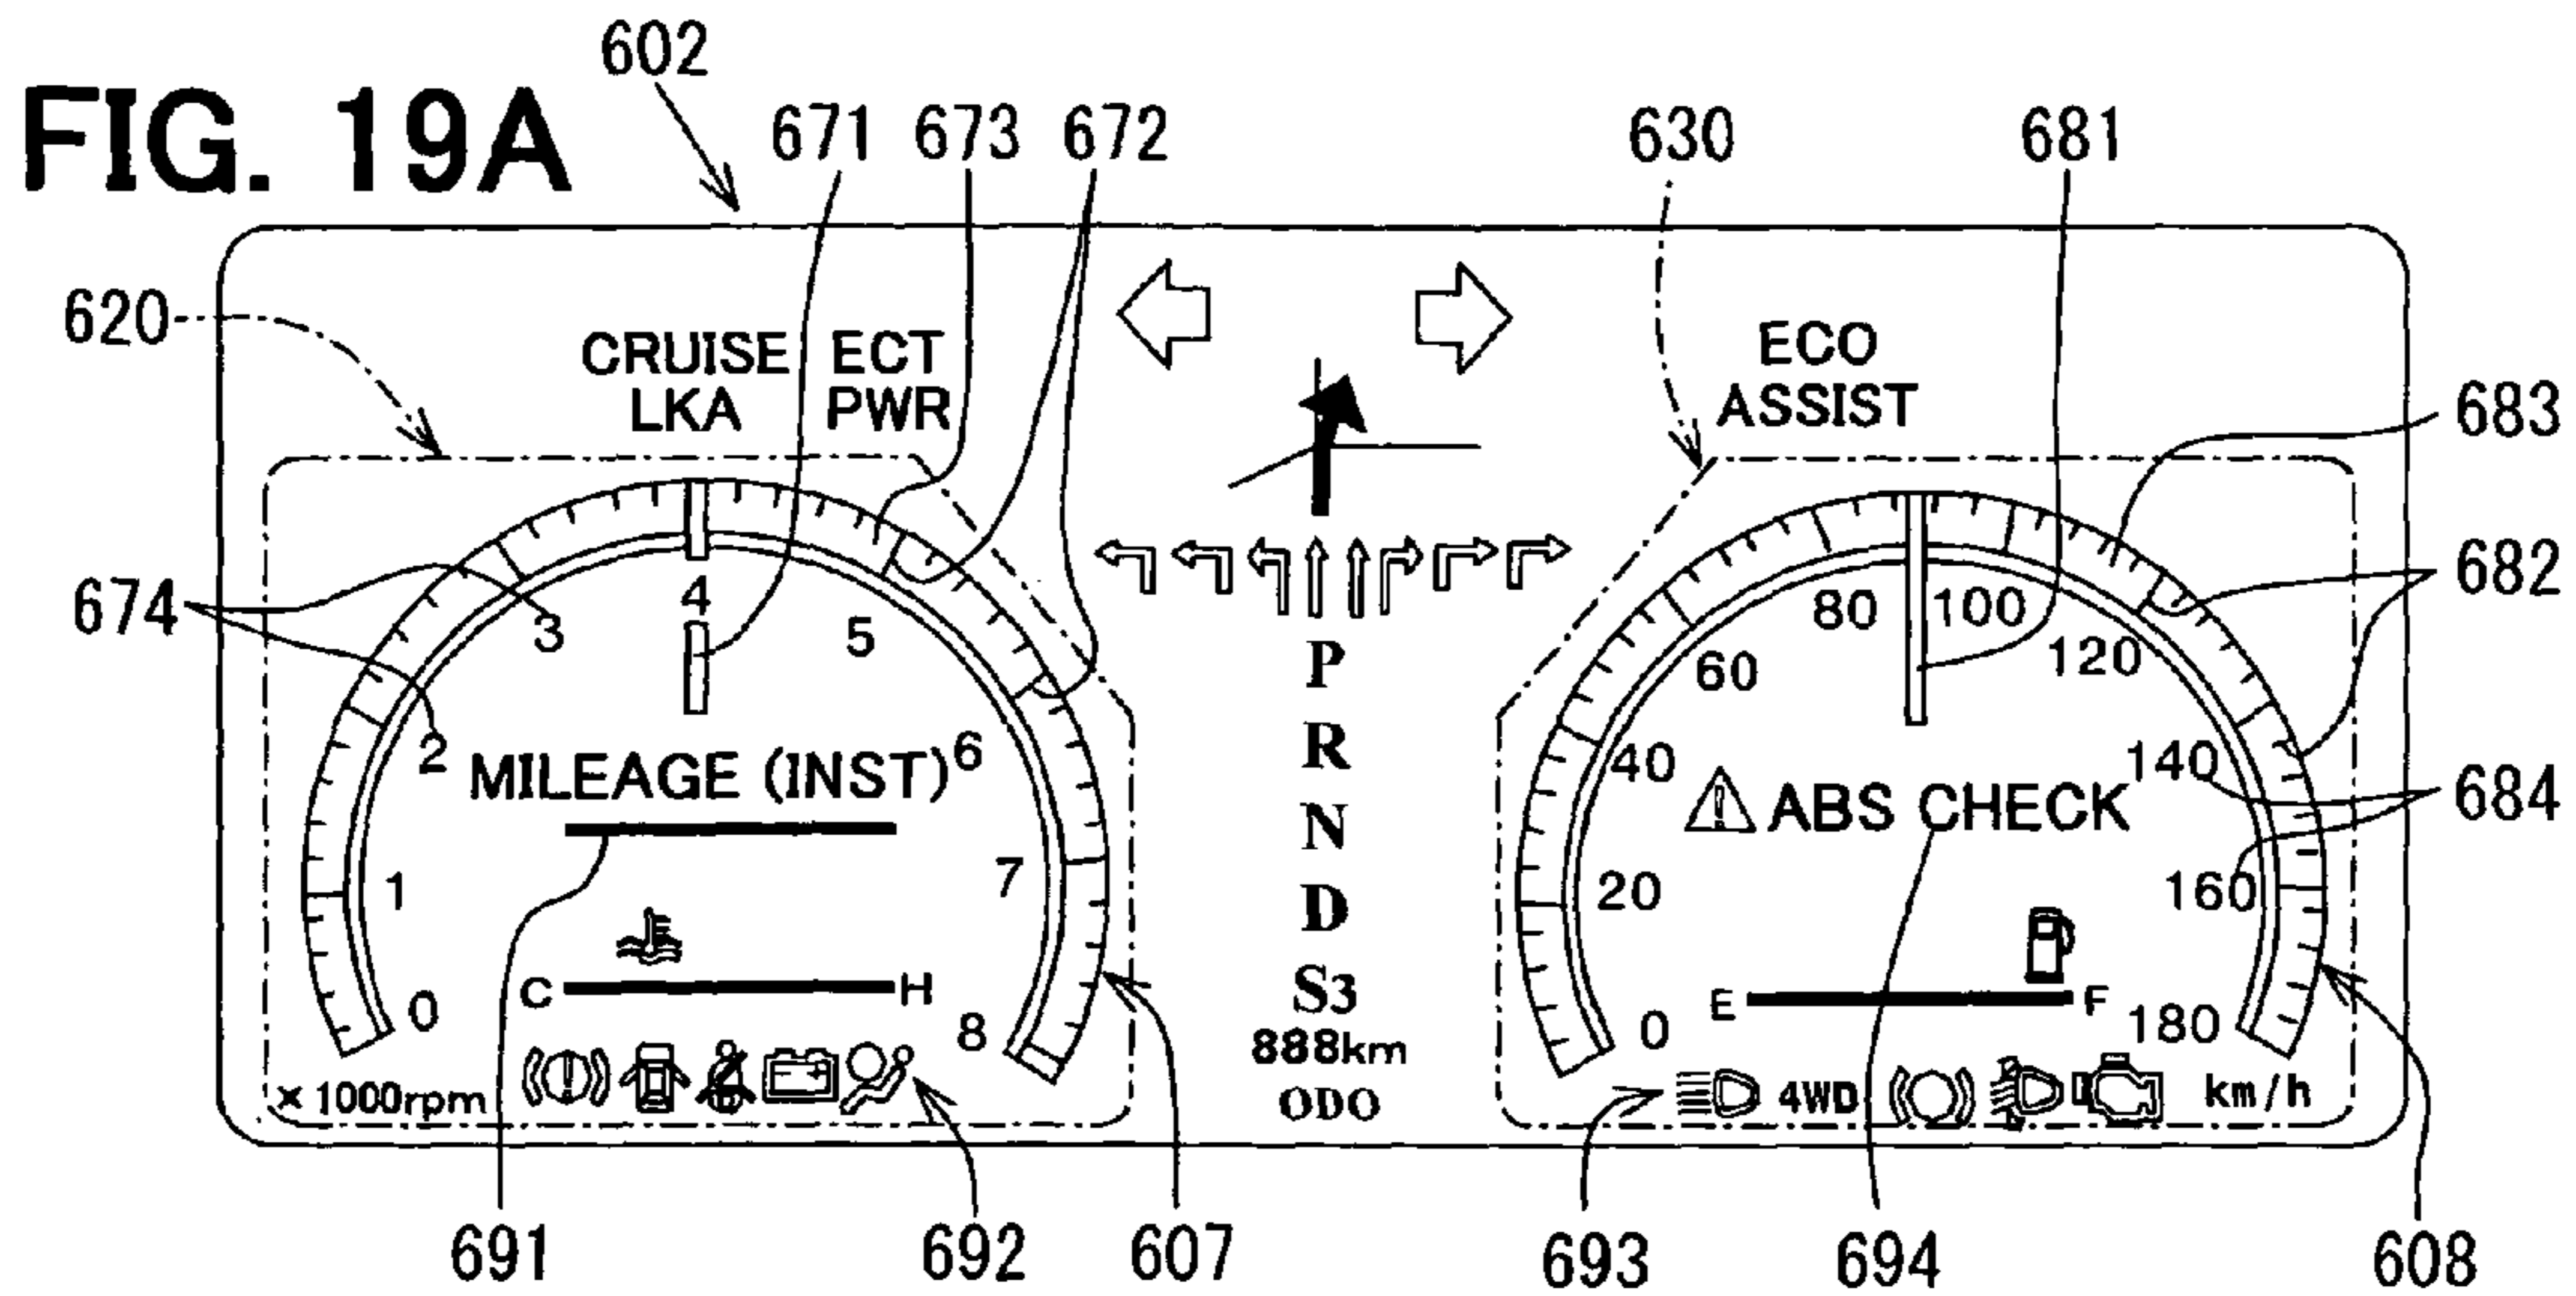 FIG. 19A
602
671 673 672 630 681
620
CRUISE ECT
LKA PWR
ECO
ASSIST
683
674
682
684
0 1 2 3 4 5 6 7 8
MILEAGE (INST)
C H
× 1000rpm
P
R
N
D
S3
888km
ODO
0 20 40 60 80 100 120 140 160 180
ABS CHECK
E F
4WD
km/h
691 692 607 693 694 608